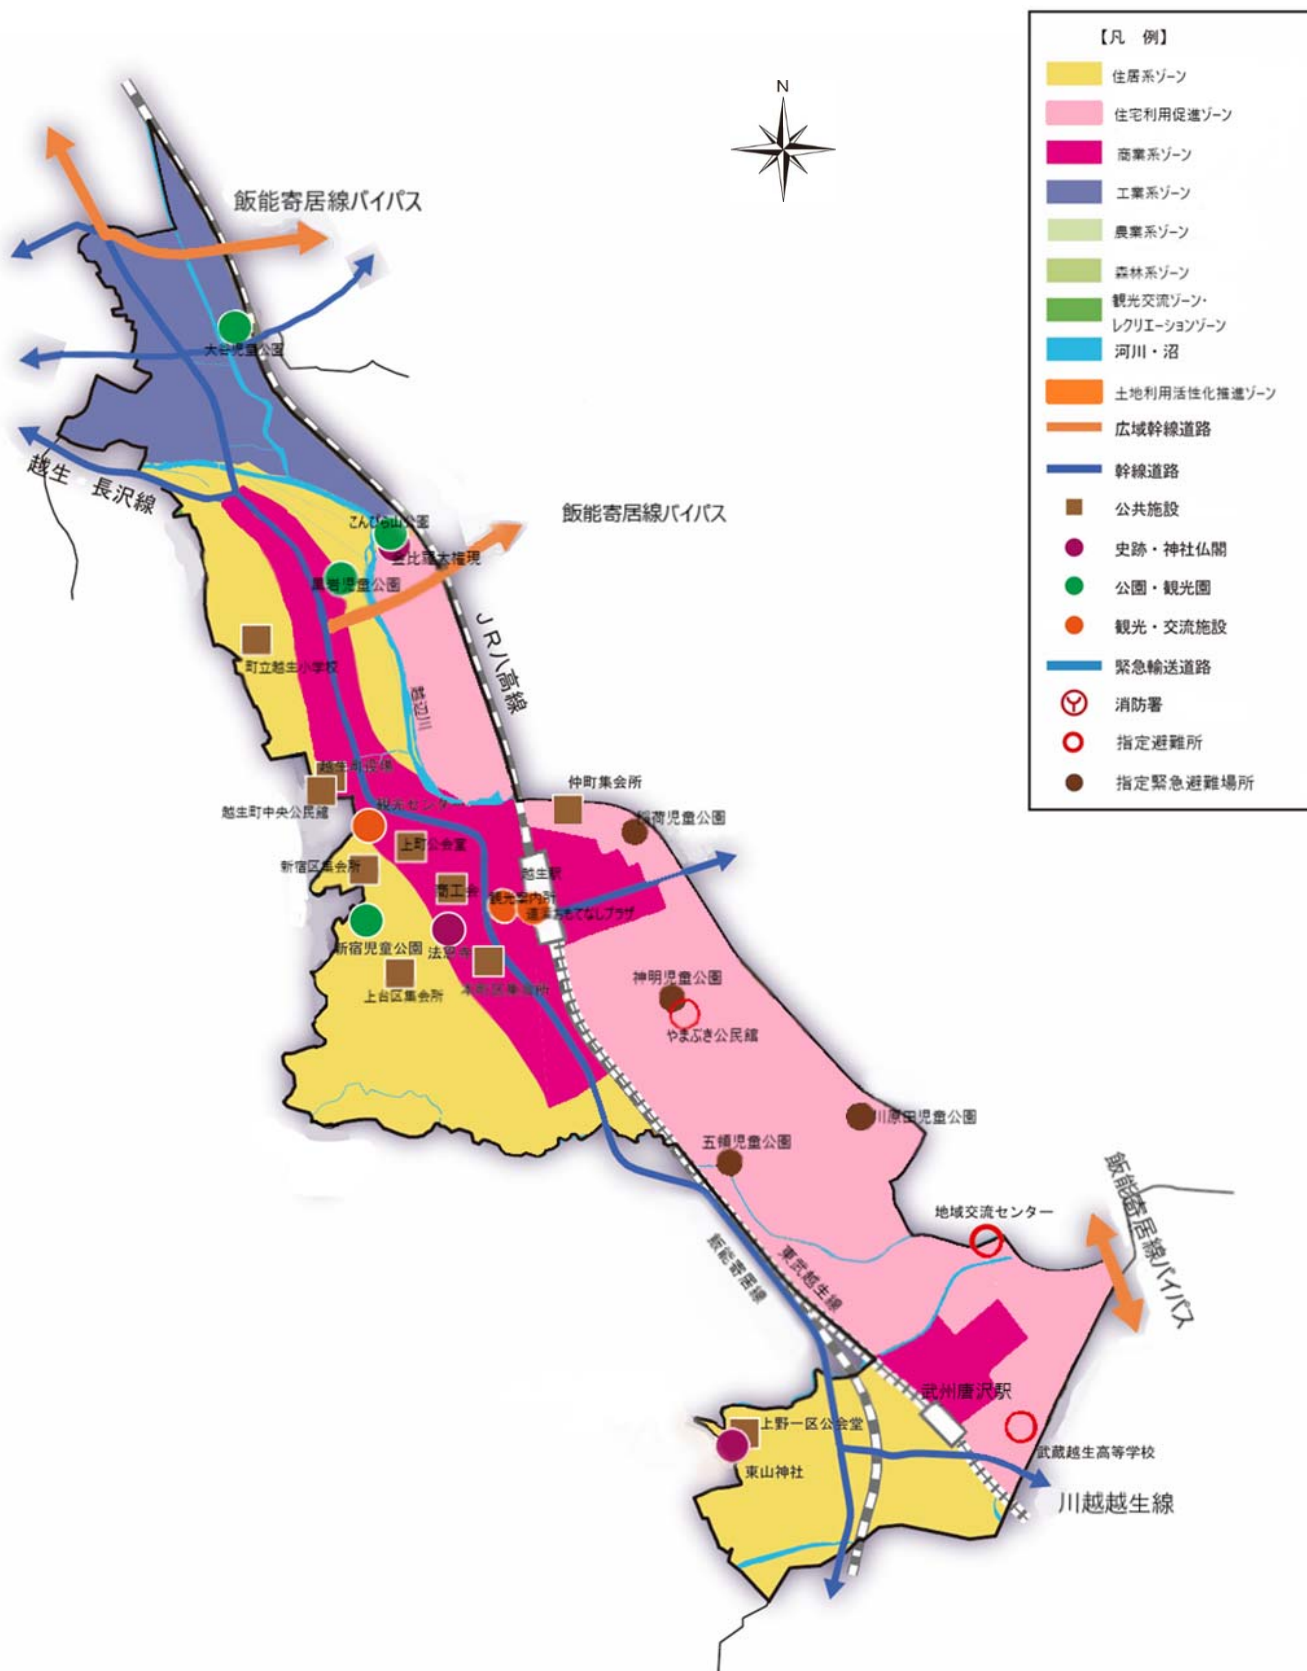 【凡　例】
住居系ゾーン
住宅利用促進ゾーン
商業系ゾーン
工業系ゾーン
農業系ゾーン
森林系ゾーン
観光交流ゾーン・
レクリエーションゾーン
河川・沼
土地利用活性化推進ゾーン
広域幹線道路
幹線道路
公共施設
史跡・神社仏閣
公園・観光園
観光・交流施設
緊急輸送道路
消防署
指定避難所
指定緊急避難場所
N
飯能寄居線バイパス
大谷児童公園
越生　長沢線
飯能寄居線バイパス
こんぴら山公園
金比羅大権現
黒岩児童公園
JR八高線
町立越生小学校
越辺川
越生町役場
仲町集会所
越生町中央公民館
観光センター
稲荷児童公園
上町公会堂
新宿区集会所
越生駅
商工会
観光案内所
道灌おもてなしプラザ
新宿児童公園
法恩寺
上台区集会所
本町区集会所
神明児童公園
やまぶき公民館
川原田児童公園
五領児童公園
地域交流センター
飯能寄居線バイパス
飯能寄居線
東武越生線
武州唐沢駅
上野一区公会堂
東山神社
武蔵越生高等学校
川越越生線